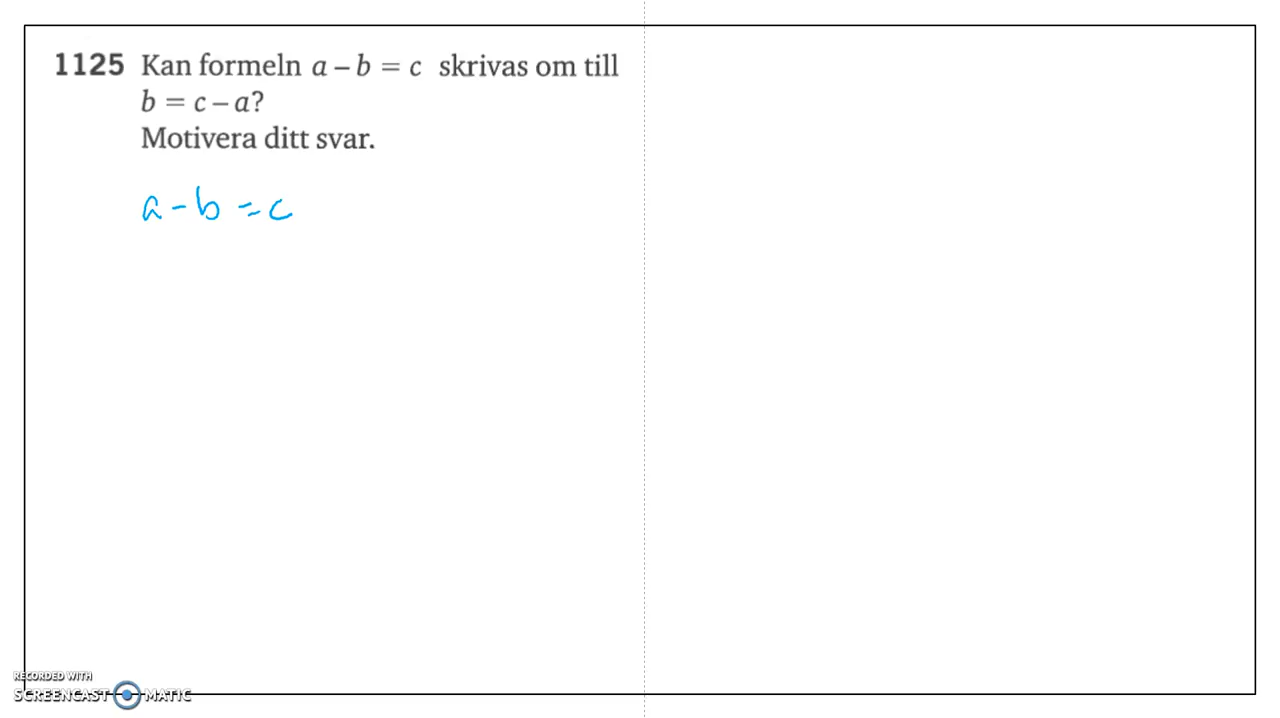 1125 Kan formeln a – b = c skrivas om till
b = c – a?
Motivera ditt svar.
a - b = c
RECORDED WITH
SCREENCAST MATIC